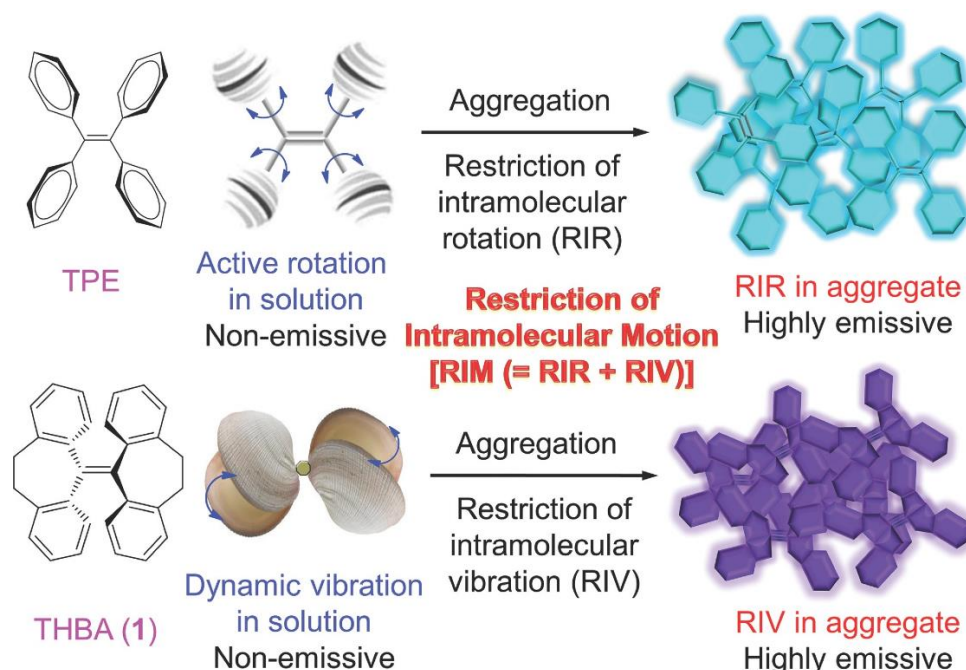 TPE
Active rotation
in solution
Non-emissive
Aggregation
Restriction of
intramolecular
rotation (RIR)
RIR in aggregate
Highly emissive
Restriction of
Intramolecular Motion
[RIM (= RIR + RIV)]
THBA (1)
Dynamic vibration
in solution
Non-emissive
Aggregation
Restriction of
intramolecular
vibration (RIV)
RIV in aggregate
Highly emissive